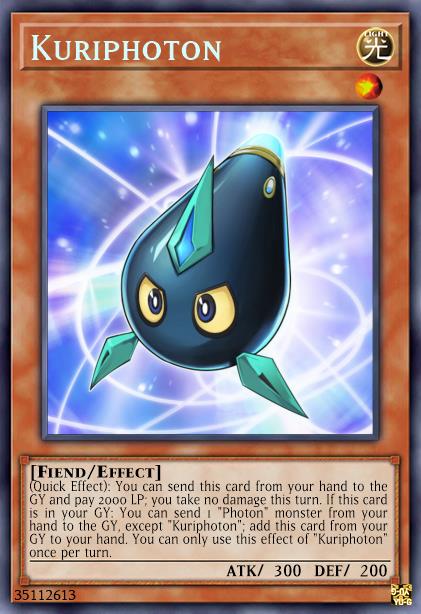 KURIPHOTON
LIGHT
光
[FIEND/EFFECT]
(Quick Effect): You can send this card from your hand to the
GY and pay 2000 LP; you take no damage this turn. If this card
is in your GY: You can send 1 "Photon" monster from
your hand to the GY, except "Kuriphoton"; add this card from your
GY to your hand. You can only use this effect of "Kuriphoton"
once per turn.
ATK/ 300 DEF/ 200
35112613